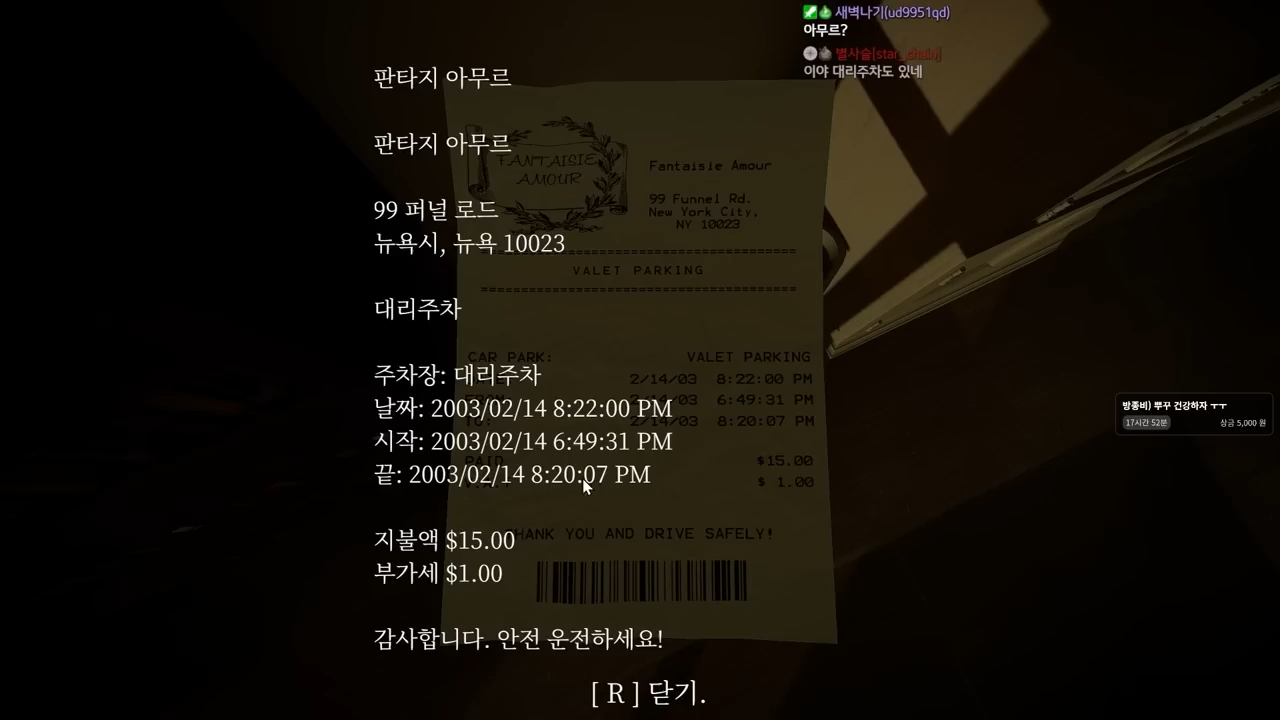 새벽나기(ud9951qd)
아무르?
이야 대리주차도 있네
판타지 아무르
판타지 아무르
99 퍼널 로드
뉴욕시, 뉴욕 10023
대리주차
주차장: 대리주차
날짜: 2003/02/14 8:22:00 PM
시작: 2003/02/14 6:49:31 PM
끝: 2003/02/14 8:20:07 PM
지불액 $15.00
부가세 $1.00
감사합니다. 안전 운전하세요!
[ R ] 닫기.
FANTAISIE
AMOUR
Fantaisie Amour
99 Funnel Rd.
New York City,
NY 10023
VALET PARKING
CAR PARK: VALET PARKING
2/14/03 8:22:00 PM
2/14/03 6:49:31 PM
2/14/03 8:20:07 PM
PAID $15.00
$ 1.00
THANK YOU AND DRIVE SAFELY!
방종비) 뿌꾸 건강하자 ㅜㅜ
17시간 52분 상금 5,000 원